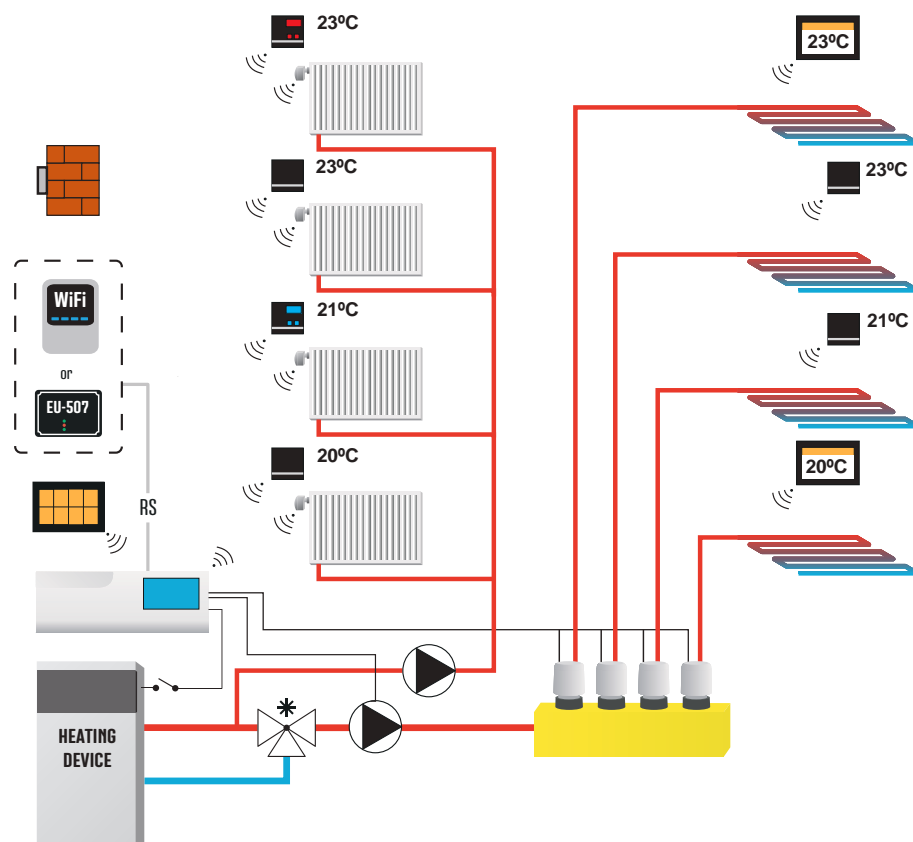 23ºC
23ºC
23ºC
23ºC
WiFi
21ºC
21ºC
or
EU-507
20ºC
20ºC
RS
HEATING
DEVICE